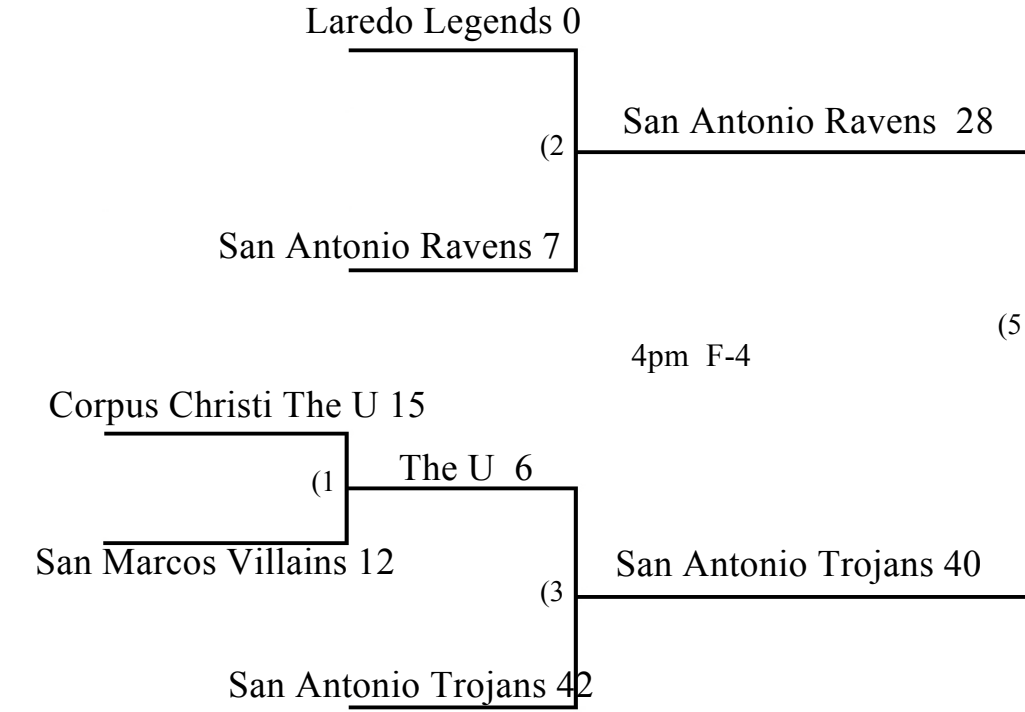 Laredo Legends 0
San Antonio Ravens  28
(2
San Antonio Ravens 7
(5
4pm  F-4
Corpus Christi The U 15
The U  6
(1
San Marcos Villains 12
San Antonio Trojans 40
(3
San Antonio Trojans 42